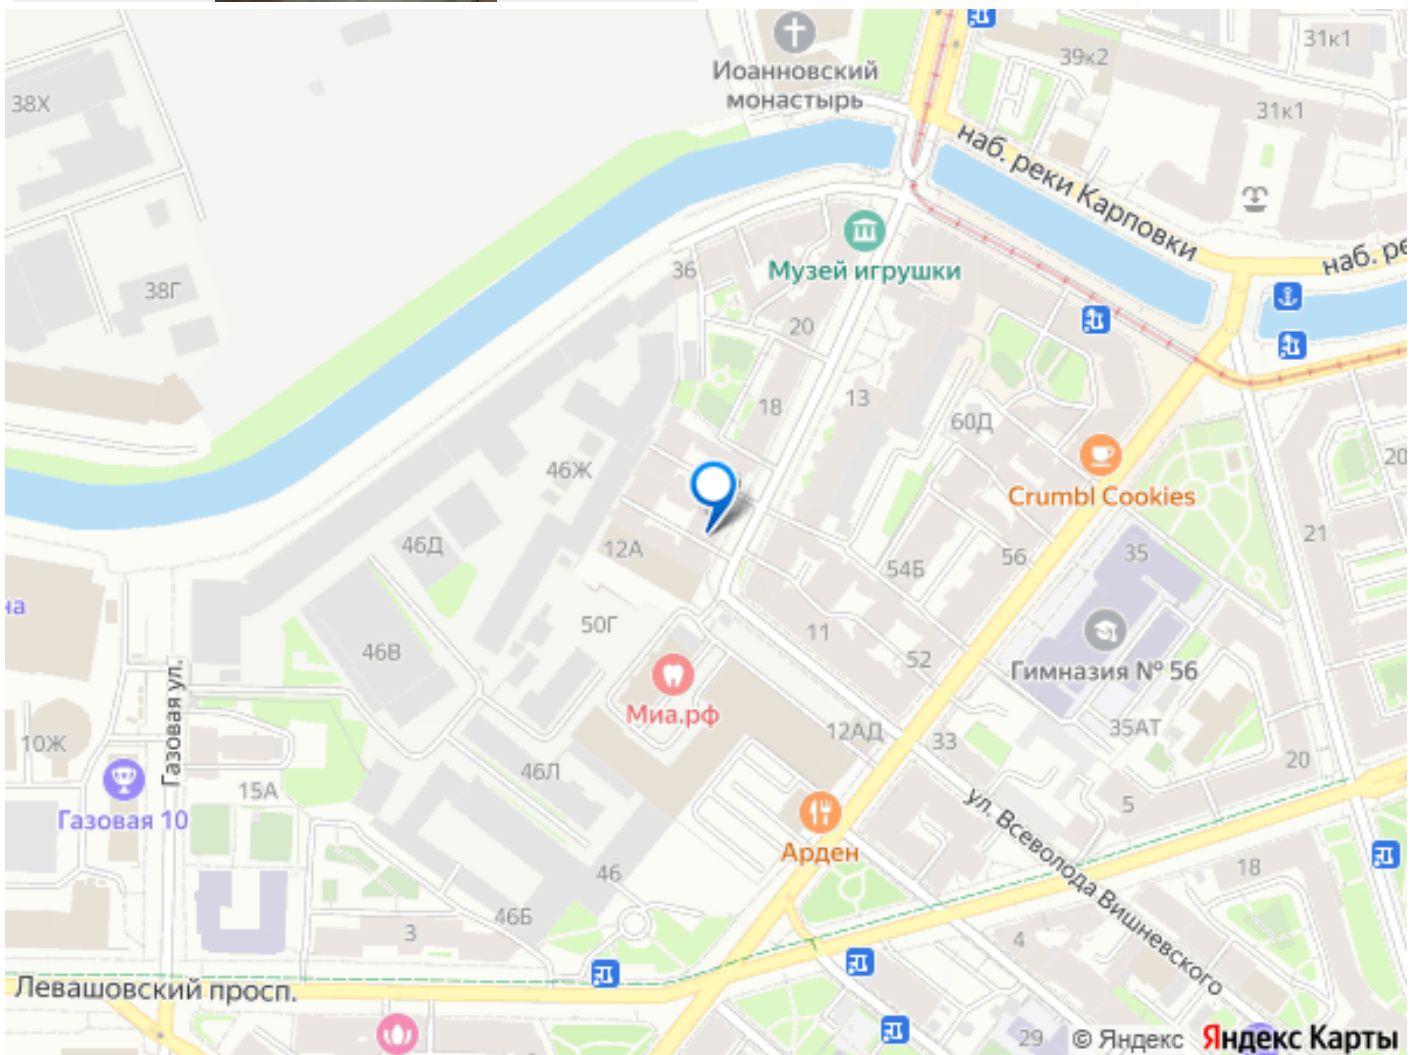 38Х
Иоанновский
монастырь
39к2
31к1
31к1
наб. реки Карповки
наб. ре
38Г
36
Музей игрушки
20
18
13
60Д
46Ж
Crumbl Cookies
20
21
46Д
12А
54Б
56
35
на
50Г
11
46В
52
Гимназия № 56
Миа.рф
Газовая ул.
12АД
33
35АТ
10Ж
46Л
20
15А
Газовая 10
ул. Всеволода Вишневского
5
Арден
18
46
46Б
3
4
Левашовский просп.
29
© Яндекс Яндекс Карты